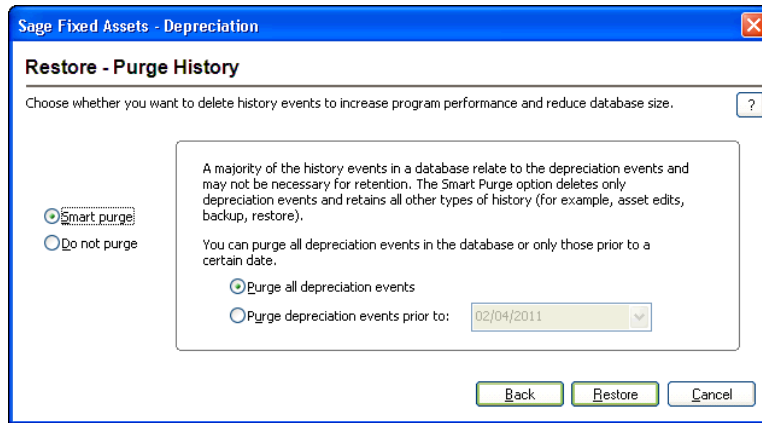 Sage Fixed Assets - Depreciation
Restore - Purge History
Choose whether you want to delete history events to increase program performance and reduce database size.
?
A majority of the history events in a database relate to the depreciation events and
may not be necessary for retention. The Smart Purge option deletes only
depreciation events and retains all other types of history (for example, asset edits,
backup, restore).
Smart purge
Do not purge
You can purge all depreciation events in the database or only those prior to a
certain date.
Purge all depreciation events
Purge depreciation events prior to: 02/04/2011
Back Restore Cancel